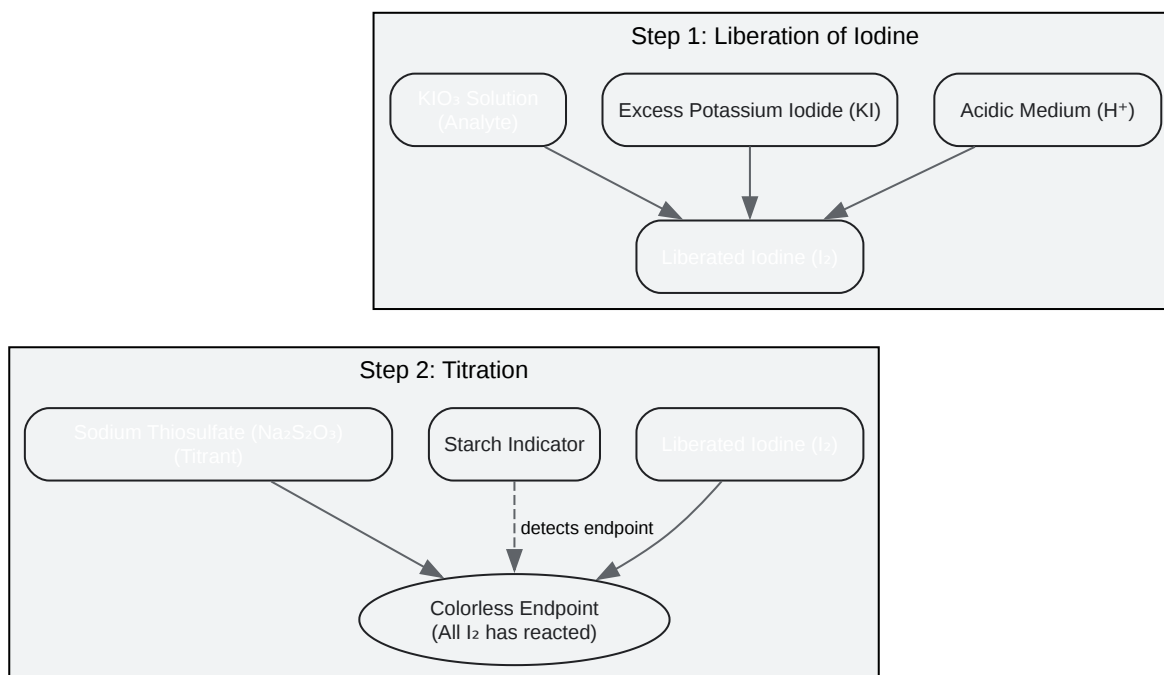 Step 1: Liberation of Iodine
KIO₃ Solution
(Analyte)
Excess Potassium Iodide (KI)
Acidic Medium (H⁺)
Liberated Iodine (I₂)
Step 2: Titration
Sodium Thiosulfate (Na₂S₂O₃)
(Titrant)
Starch Indicator
Liberated Iodine (I₂)
detects endpoint
Colorless Endpoint
(All I₂ has reacted)